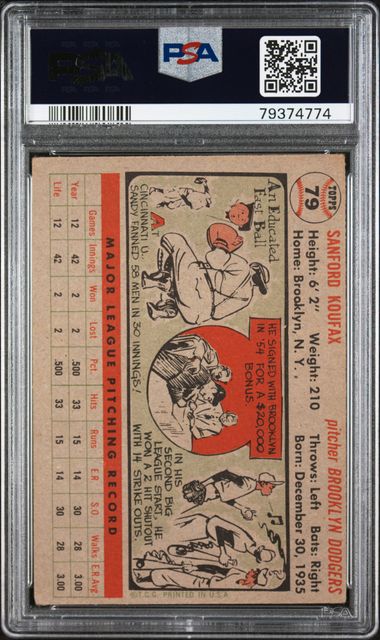 PSA
79374774
TOPPS
79
SANFORD KOUFAX
pitcher BROOKLYN DODGERS
Height: 6' 2" Weight: 210
Throws: Left Bats: Right
Home: Brooklyn, N. Y.
Born: December 30, 1935
An Educated
Fast Ball
AT
CINCINNATI U.
SANDY FANNED 58 MEN IN 30 INNINGS!
HE SIGNED WITH BROOKLYN
IN '54 FOR A $20,000
BONUS.
IN HIS
SECOND BIG
LEAGUE START, HE
WON A 2 HIT SHUTOUT
WITH 14 STRIKE OUTS.
MAJOR LEAGUE PITCHING RECORD
Games Innings Won Lost Pct. Hits Runs E.R. S.O. Walks E.R.Avg.
Year 12 42 2 2 .500 33 15 14 30 28 3.00
Life 12 42 2 2 .500 33 15 14 30 28 3.00
©T.C.G. PRINTED IN U.S.A.
PSA